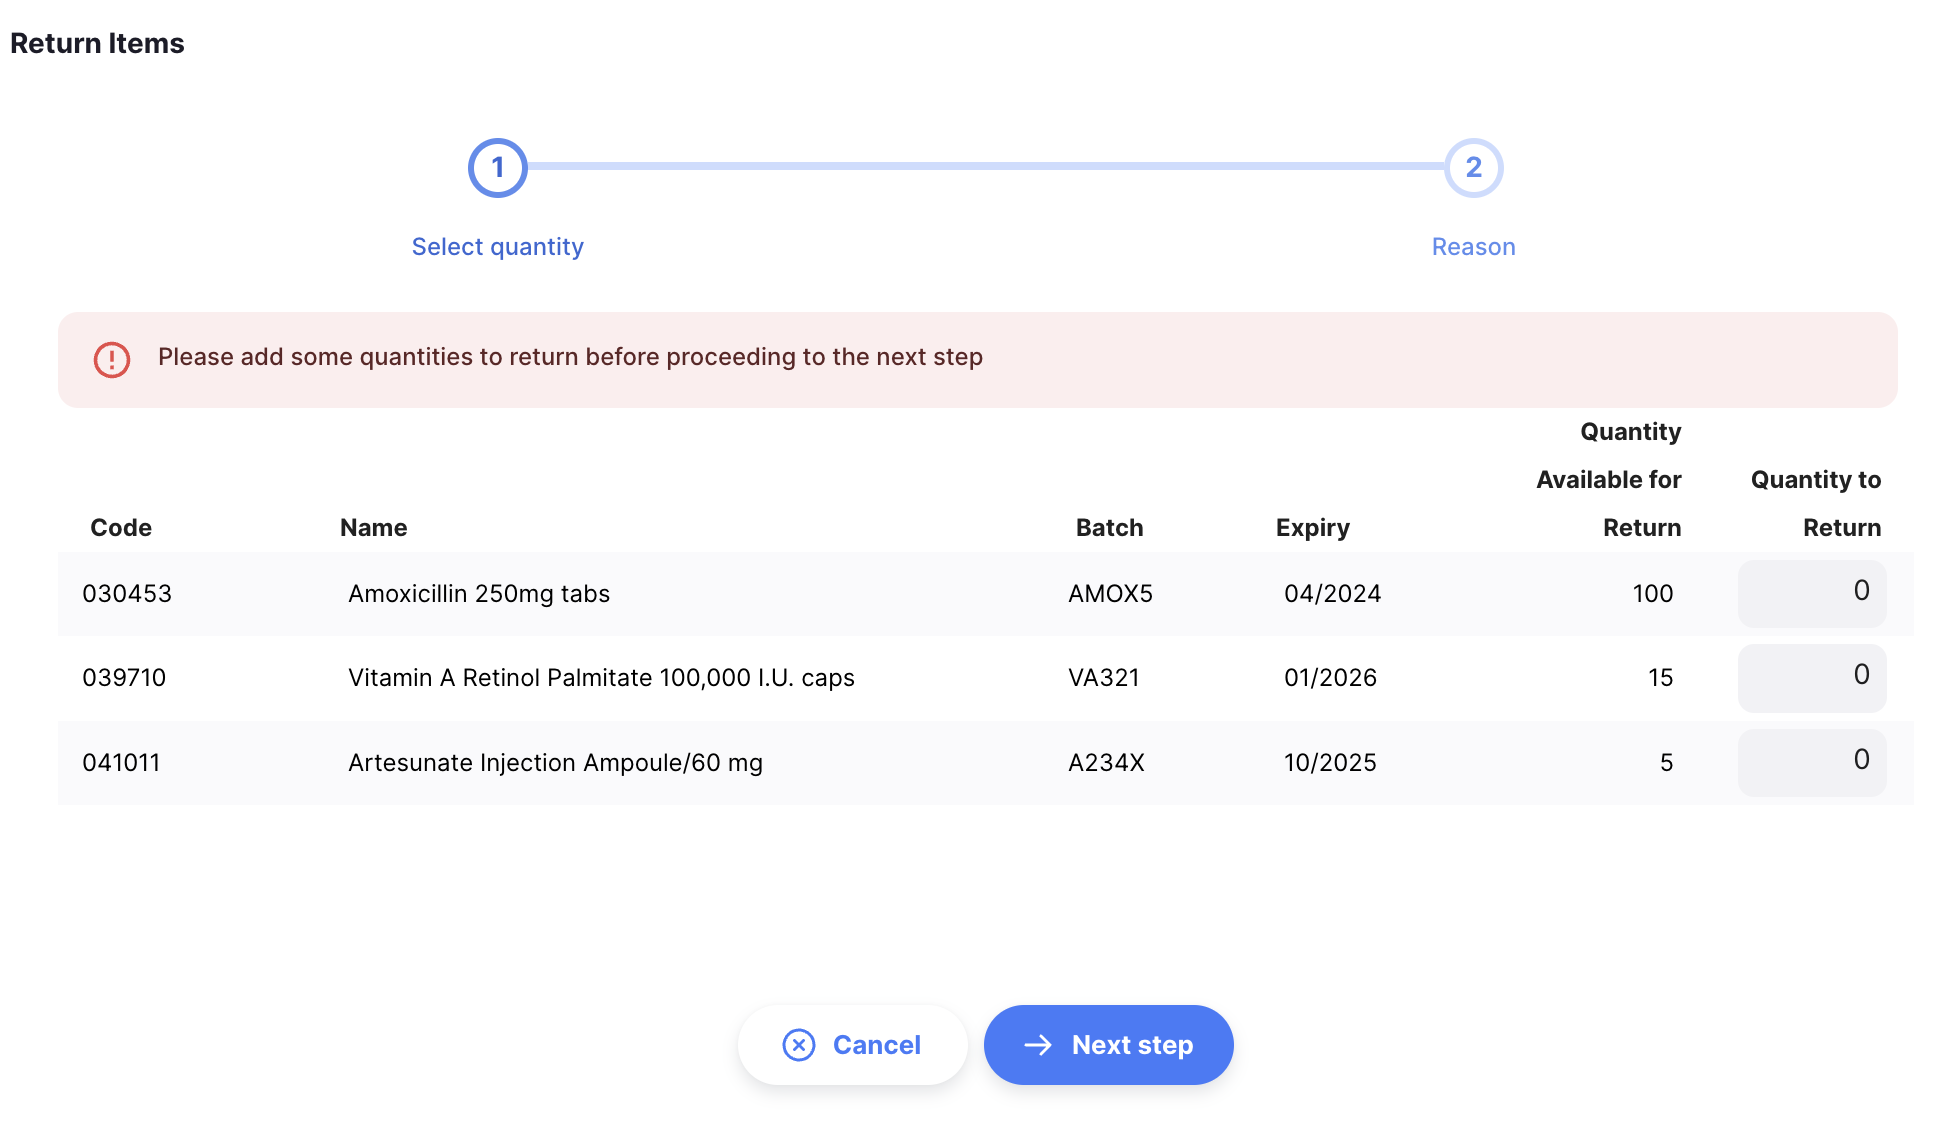 Return Items
1
2
Select quantity
Reason
Please add some quantities to return before proceeding to the next step
Code Name Batch Expiry Quantity Available for Return Quantity to Return
030453 Amoxicillin 250mg tabs AMOX5 04/2024 100 0
039710 Vitamin A Retinol Palmitate 100,000 I.U. caps VA321 01/2026 15 0
041011 Artesunate Injection Ampoule/60 mg A234X 10/2025 5 0
Cancel
Next step